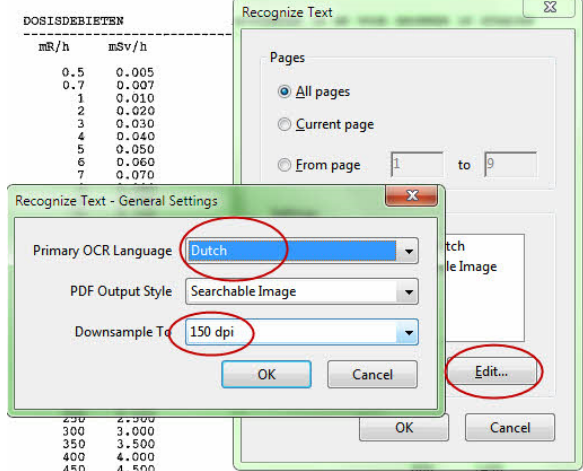 DOSISDEBIETEN
mR/h mSv/h
0.5 0.005
0.7 0.007
1 0.010
2 0.020
3 0.030
4 0.040
5 0.050
6 0.060
7 0.070
300 3.000
350 3.500
400 4.000
450 4.500
Recognize Text
Pages
All pages
Current page
From page 1 to 9
tch
le Image
Edit...
OK Cancel
Recognize Text - General Settings
Primary OCR Language Dutch
PDF Output Style Searchable Image
Downsample To 150 dpi
OK Cancel